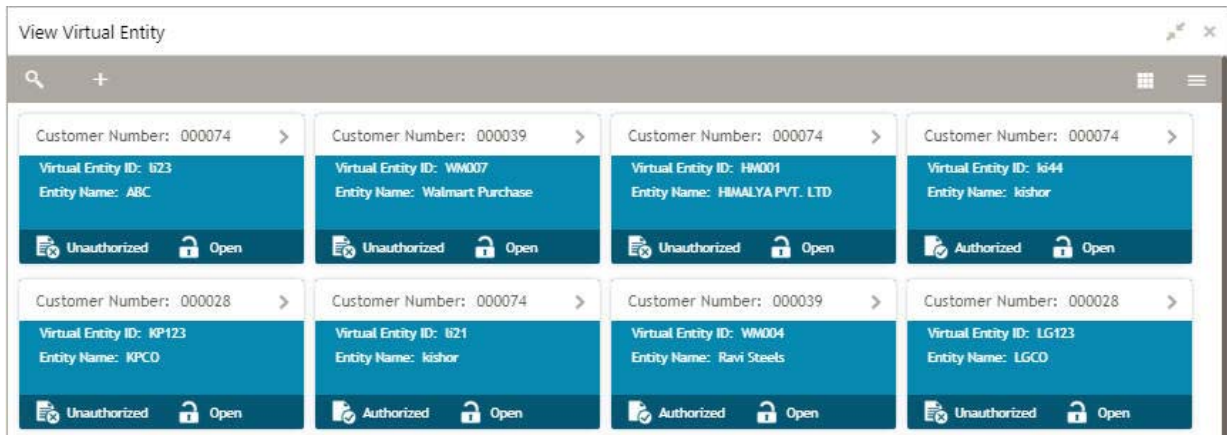 View Virtual Entity
Customer Number: 000074
Virtual Entity ID: li23
Entity Name: ABC
Unauthorized Open
Customer Number: 000039
Virtual Entity ID: WM007
Entity Name: Walmart Purchase
Unauthorized Open
Customer Number: 000074
Virtual Entity ID: HM001
Entity Name: HIMALYA PVT. LTD
Unauthorized Open
Customer Number: 000074
Virtual Entity ID: ki44
Entity Name: kishor
Authorized Open
Customer Number: 000028
Virtual Entity ID: KP123
Entity Name: KPCO
Unauthorized Open
Customer Number: 000074
Virtual Entity ID: li21
Entity Name: kishor
Authorized Open
Customer Number: 000039
Virtual Entity ID: WM004
Entity Name: Ravi Steels
Authorized Open
Customer Number: 000028
Virtual Entity ID: LG123
Entity Name: LGCO
Unauthorized Open